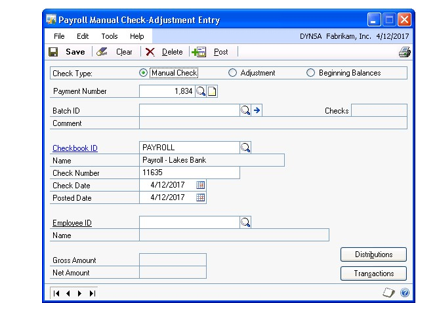 Payroll Manual Check-Adjustment Entry
File Edit Tools Help DYNSA Fabrikam, Inc. 4/12/2017
Save Clear Delete Post
Check Type: Manual Check Adjustment Beginning Balances
Payment Number 1,834
Batch ID Checks
Comment
Checkbook ID PAYROLL
Name Payroll - Lakes Bank
Check Number 11635
Check Date 4/12/2017
Posted Date 4/12/2017
Employee ID
Name
Distributions
Gross Amount
Net Amount Transactions